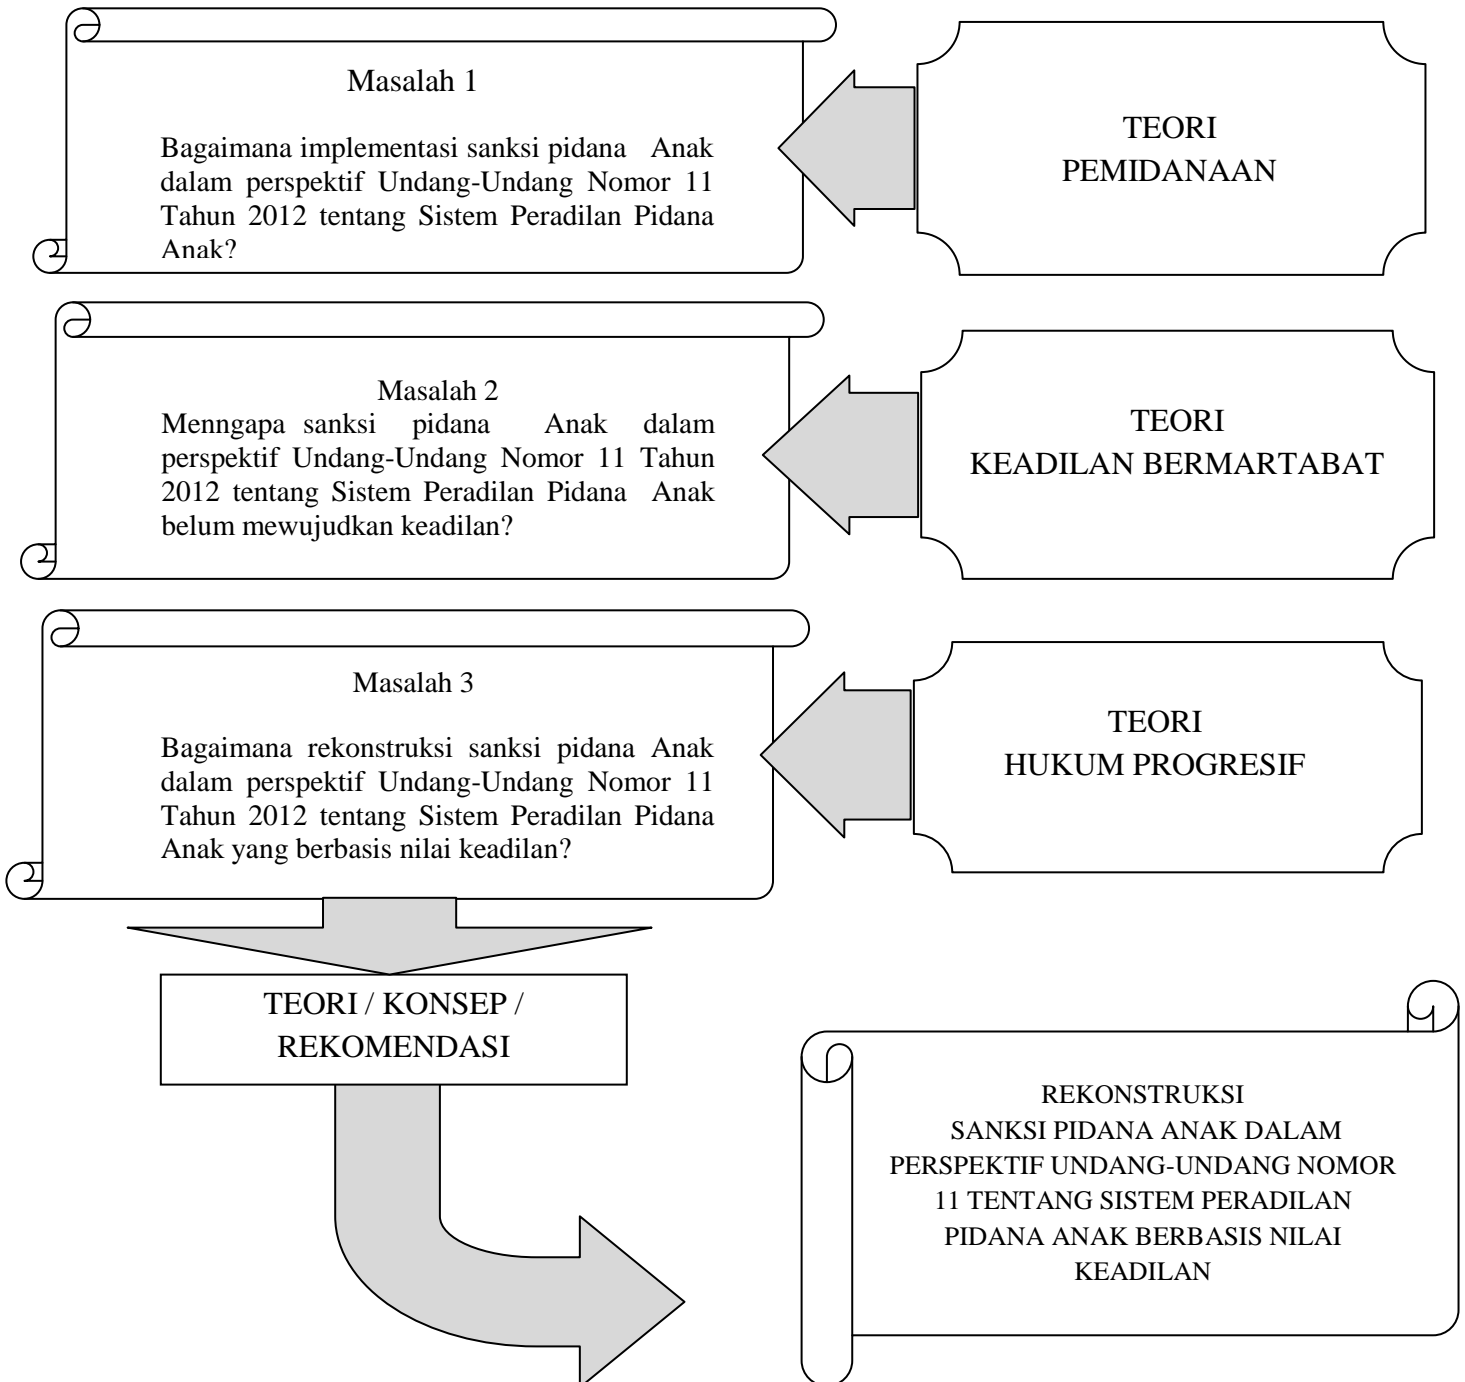 Masalah 1
Bagaimana implementasi sanksi pidana Anak
dalam perspektif Undang-Undang Nomor 11
Tahun 2012 tentang Sistem Peradilan Pidana
Anak?
TEORI
PEMIDANAAN
Masalah 2
Menngapa sanksi pidana Anak dalam
perspektif Undang-Undang Nomor 11 Tahun
2012 tentang Sistem Peradilan Pidana Anak
belum mewujudkan keadilan?
TEORI
KEADILAN BERMARTABAT
Masalah 3
Bagaimana rekonstruksi sanksi pidana Anak
dalam perspektif Undang-Undang Nomor 11
Tahun 2012 tentang Sistem Peradilan Pidana
Anak yang berbasis nilai keadilan?
TEORI
HUKUM PROGRESIF
TEORI / KONSEP /
REKOMENDASI
REKONSTRUKSI
SANKSI PIDANA ANAK DALAM
PERSPEKTIF UNDANG-UNDANG NOMOR
11 TENTANG SISTEM PERADILAN
PIDANA ANAK BERBASIS NILAI
KEADILAN